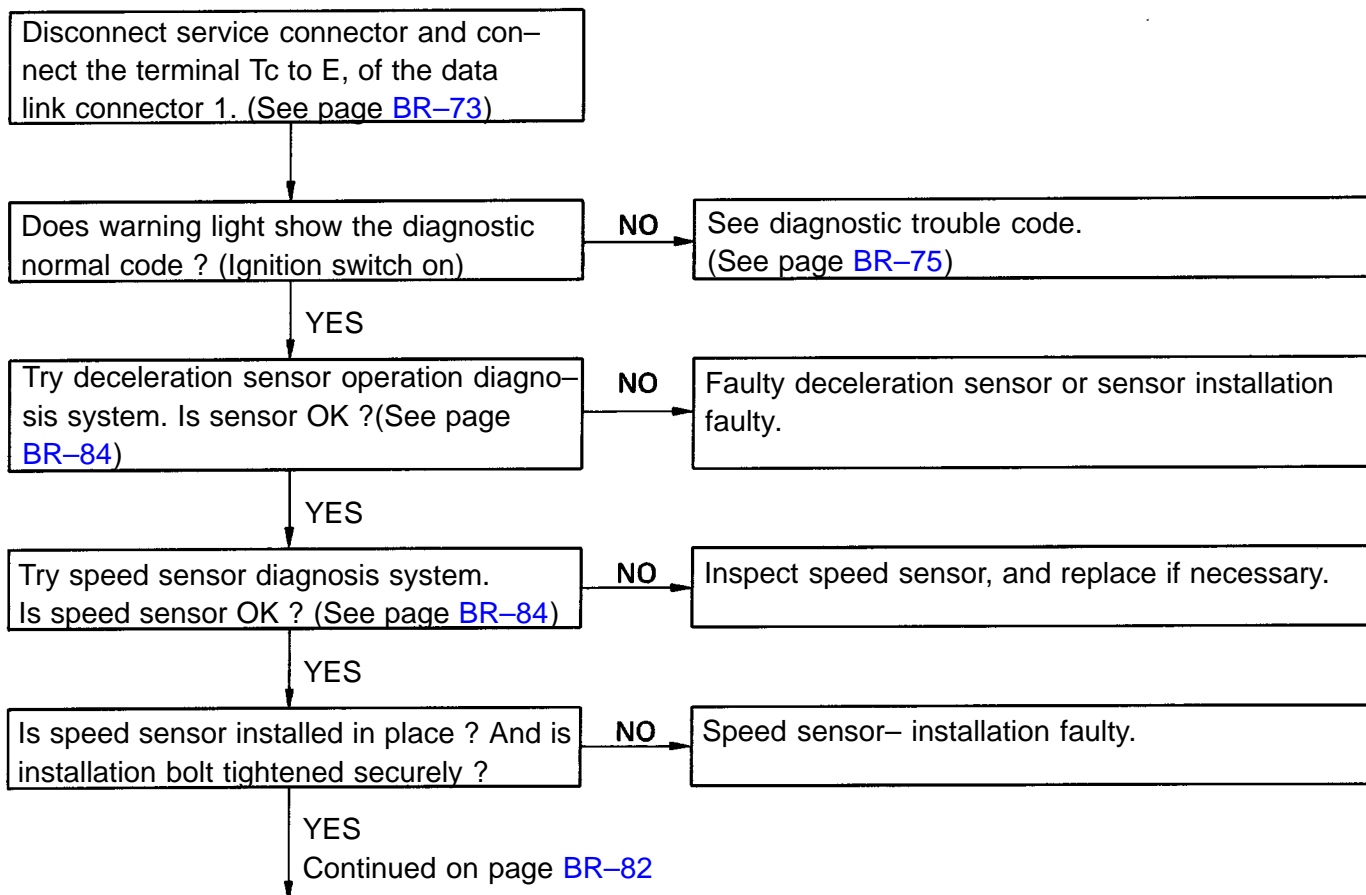 Disconnect service connector and con–
nect the terminal Tc to E, of the data
link connector 1. (See page BR–73)
Does warning light show the diagnostic
normal code ? (Ignition switch on)
NO
See diagnostic trouble code.
(See page BR–75)
YES
Try deceleration sensor operation diagno–
sis system. Is sensor OK ?(See page
BR–84)
NO
Faulty deceleration sensor or sensor installation
faulty.
YES
Try speed sensor diagnosis system.
Is speed sensor OK ? (See page BR–84)
NO
Inspect speed sensor, and replace if necessary.
YES
Is speed sensor installed in place ? And is
installation bolt tightened securely ?
NO
Speed sensor– installation faulty.
YES
Continued on page BR–82